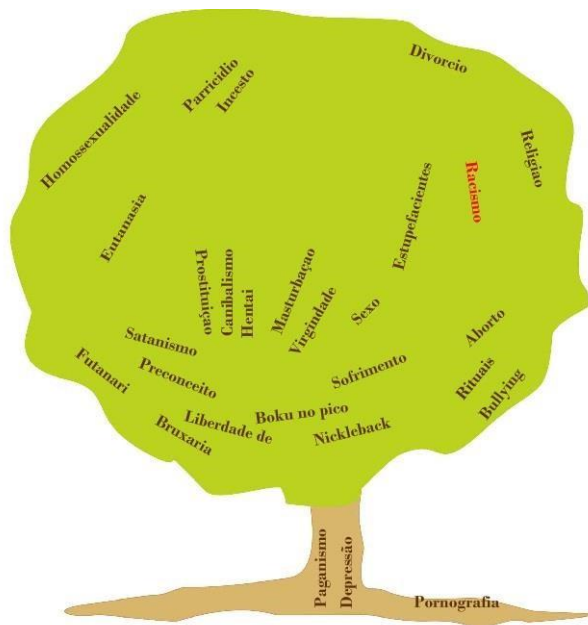 Divorcio
Parricidio
Incesto
Homossexualidade
Religiao
Racismo
Estupefacientes
Eutanasia
Prostituiçao
Canibalismo
Hentai
Masturbaçao
Virgindade
Sexo
Aborto
Satanismo
Futanari
Preconceito
Sofrimento
Rituais
Bullying
Boku no pico
Liberdade de
Bruxaria
Nickleback
Paganismo
Depressão
Pornografia